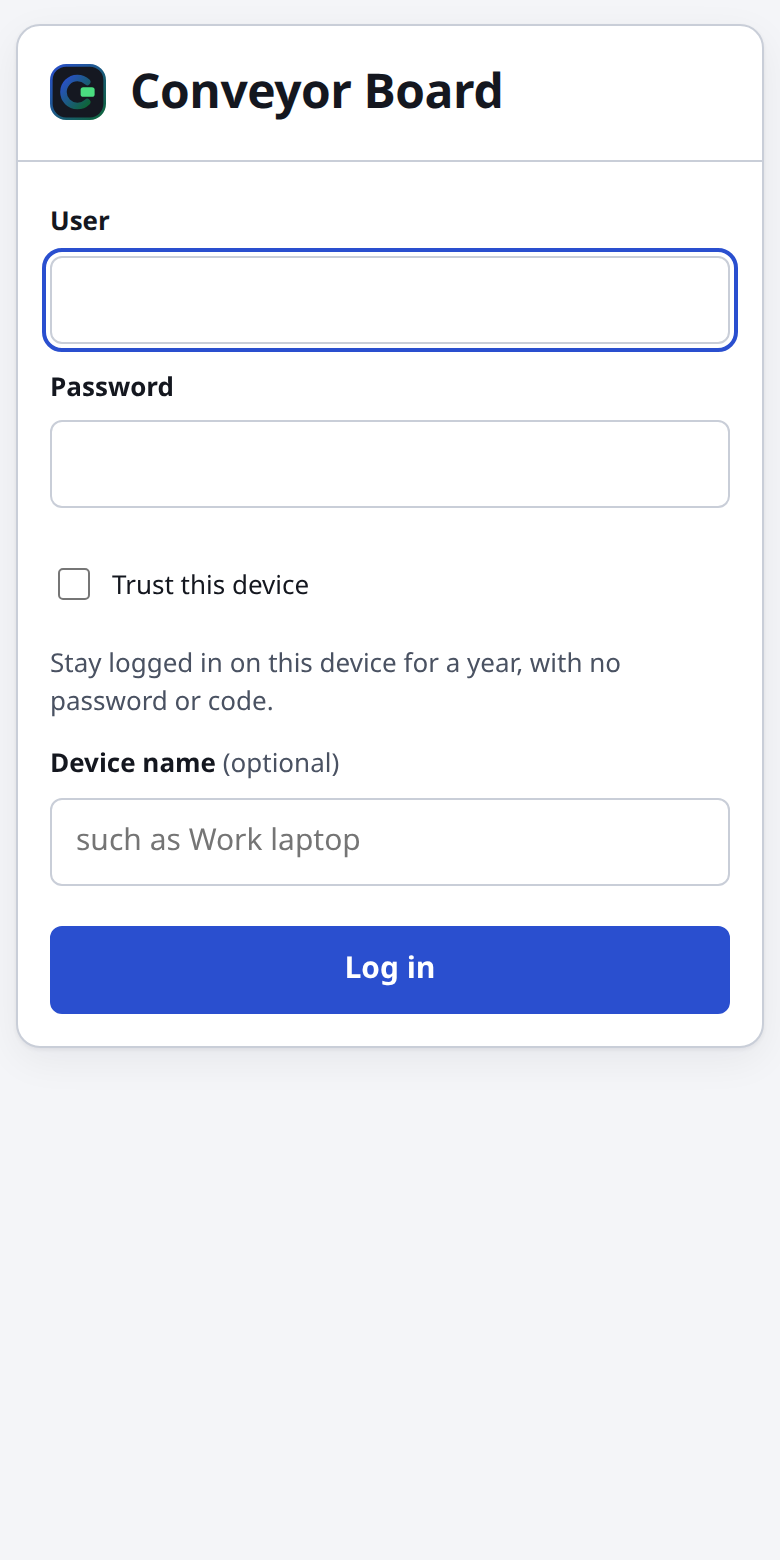 Conveyor Board
User
Password
Trust this device
Stay logged in on this device for a year, with no
password or code.
Device name (optional)
such as Work laptop
Log in